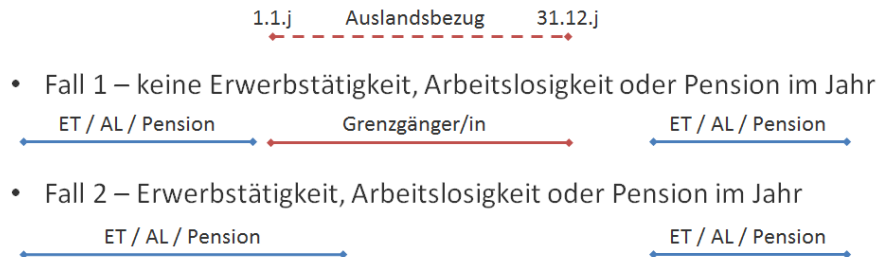 1.1.j Auslandsbezug 31.12.j
• Fall 1 – keine Erwerbstätigkeit, Arbeitslosigkeit oder Pension im Jahr
ET / AL / Pension Grenzgänger/in ET / AL / Pension
• Fall 2 – Erwerbstätigkeit, Arbeitslosigkeit oder Pension im Jahr
ET / AL / Pension ET / AL / Pension